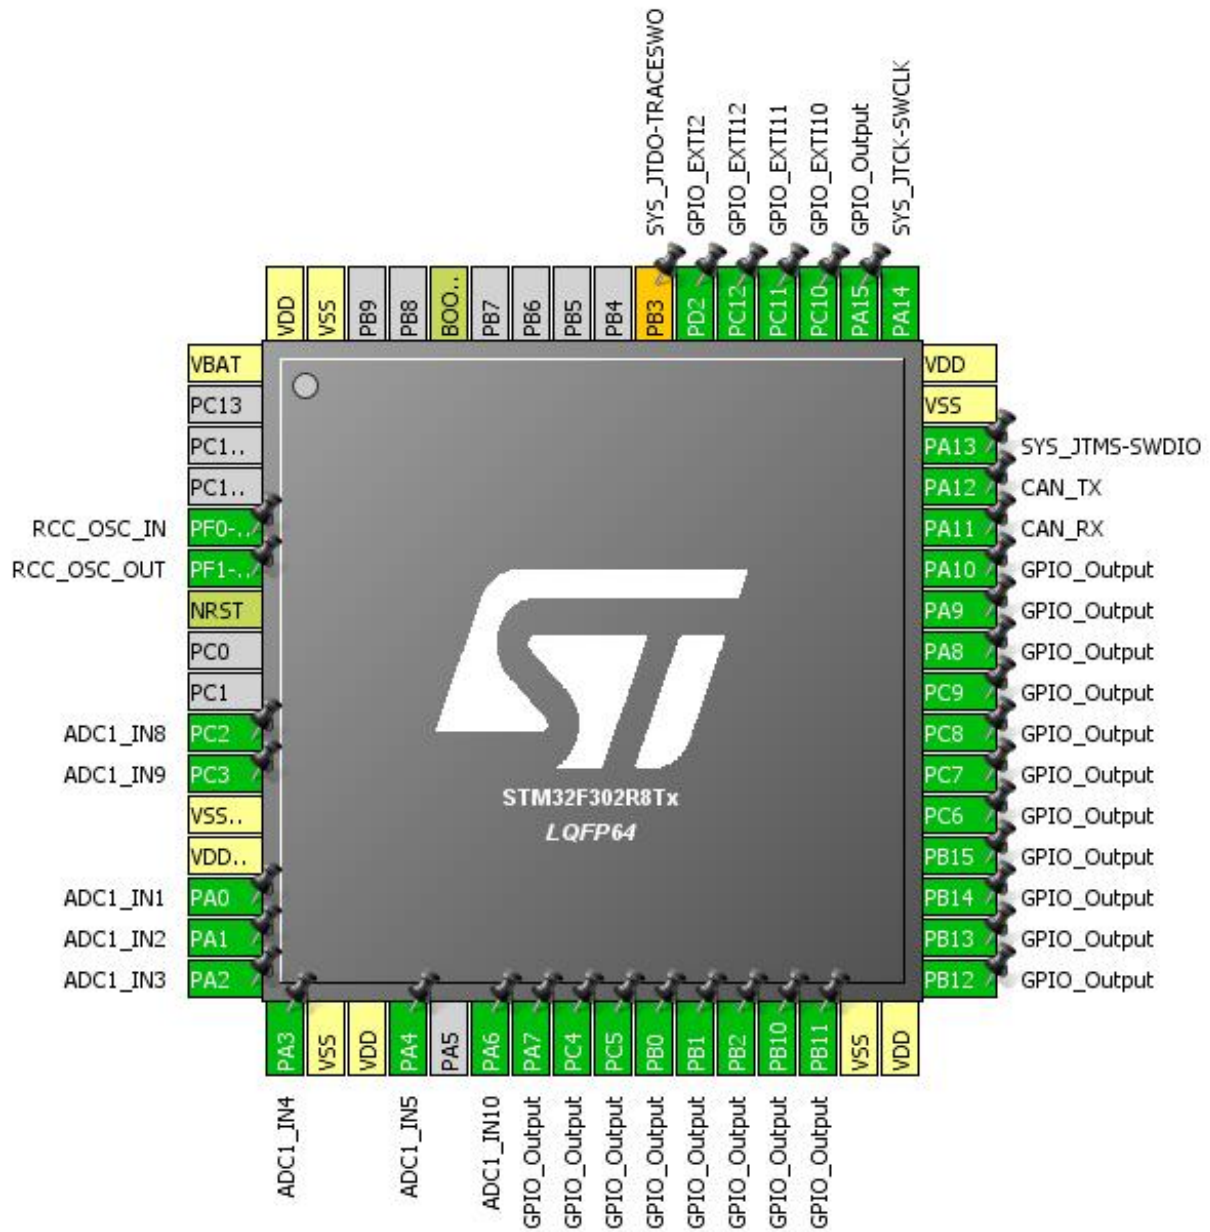 SYS_JTDO-TRACESWO
GPIO_EXTI2
GPIO_EXTI12
GPIO_EXTI11
GPIO_EXTI10
GPIO_Output
SYS_JTCK-SWCLK
VDD
VSS
PB9
PB8
BOO..
PB7
PB6
PB5
PB4
PB3
PD2
PC12
PC11
PC10
PA15
PA14
VBAT
PC13
PC1..
PC1..
RCC_OSC_IN PF0-..
RCC_OSC_OUT PF1-..
NRST
PC0
PC1
ADC1_IN8 PC2
ADC1_IN9 PC3
VSS..
VDD..
ADC1_IN1 PA0
ADC1_IN2 PA1
ADC1_IN3 PA2
ST
STM32F302R8Tx
LQFP64
VDD
VSS
PA13 SYS_JTMS-SWDIO
PA12 CAN_TX
PA11 CAN_RX
PA10 GPIO_Output
PA9 GPIO_Output
PA8 GPIO_Output
PC9 GPIO_Output
PC8 GPIO_Output
PC7 GPIO_Output
PC6 GPIO_Output
PB15 GPIO_Output
PB14 GPIO_Output
PB13 GPIO_Output
PB12 GPIO_Output
PA3
VSS
VDD
PA4
PA5
PA6
PA7
PC4
PC5
PB0
PB1
PB2
PB10
PB11
VSS
VDD
ADC1_IN4
ADC1_IN5
ADC1_IN10
GPIO_Output
GPIO_Output
GPIO_Output
GPIO_Output
GPIO_Output
GPIO_Output
GPIO_Output
GPIO_Output